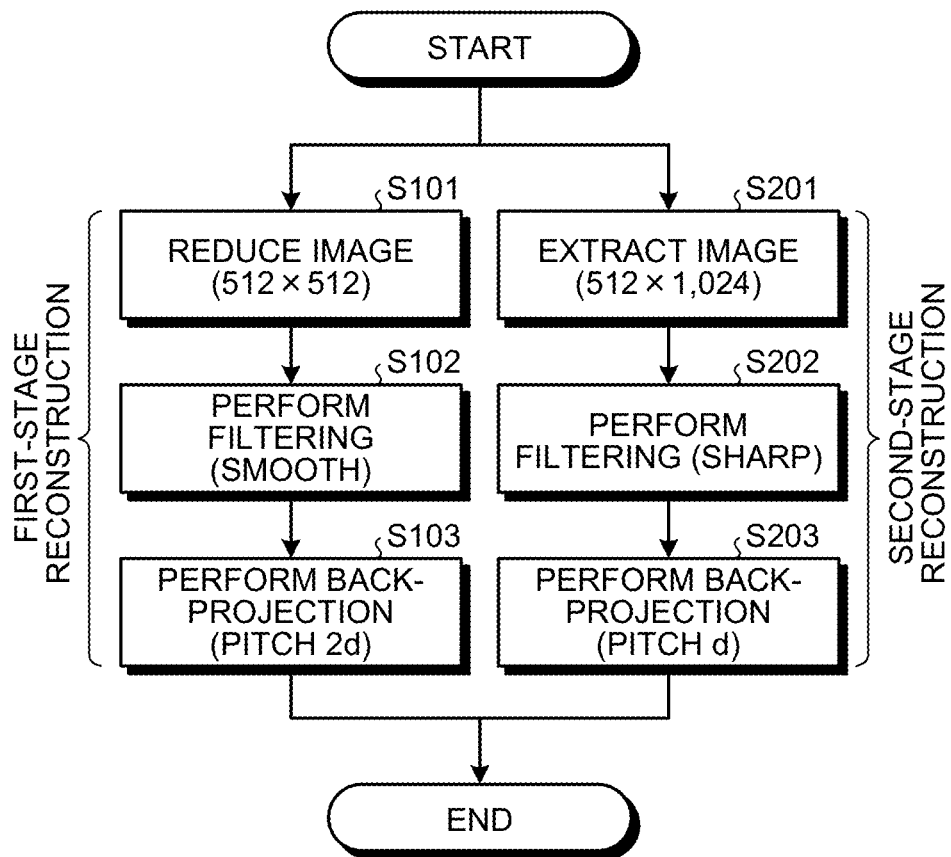 START
S101
REDUCE IMAGE
(512 × 512)
S102
PERFORM
FILTERING
(SMOOTH)
S103
PERFORM BACK-
PROJECTION
(PITCH 2d)
FIRST-STAGE
RECONSTRUCTION
S201
EXTRACT IMAGE
(512 × 1,024)
S202
PERFORM
FILTERING (SHARP)
S203
PERFORM BACK-
PROJECTION
(PITCH d)
SECOND-STAGE
RECONSTRUCTION
END